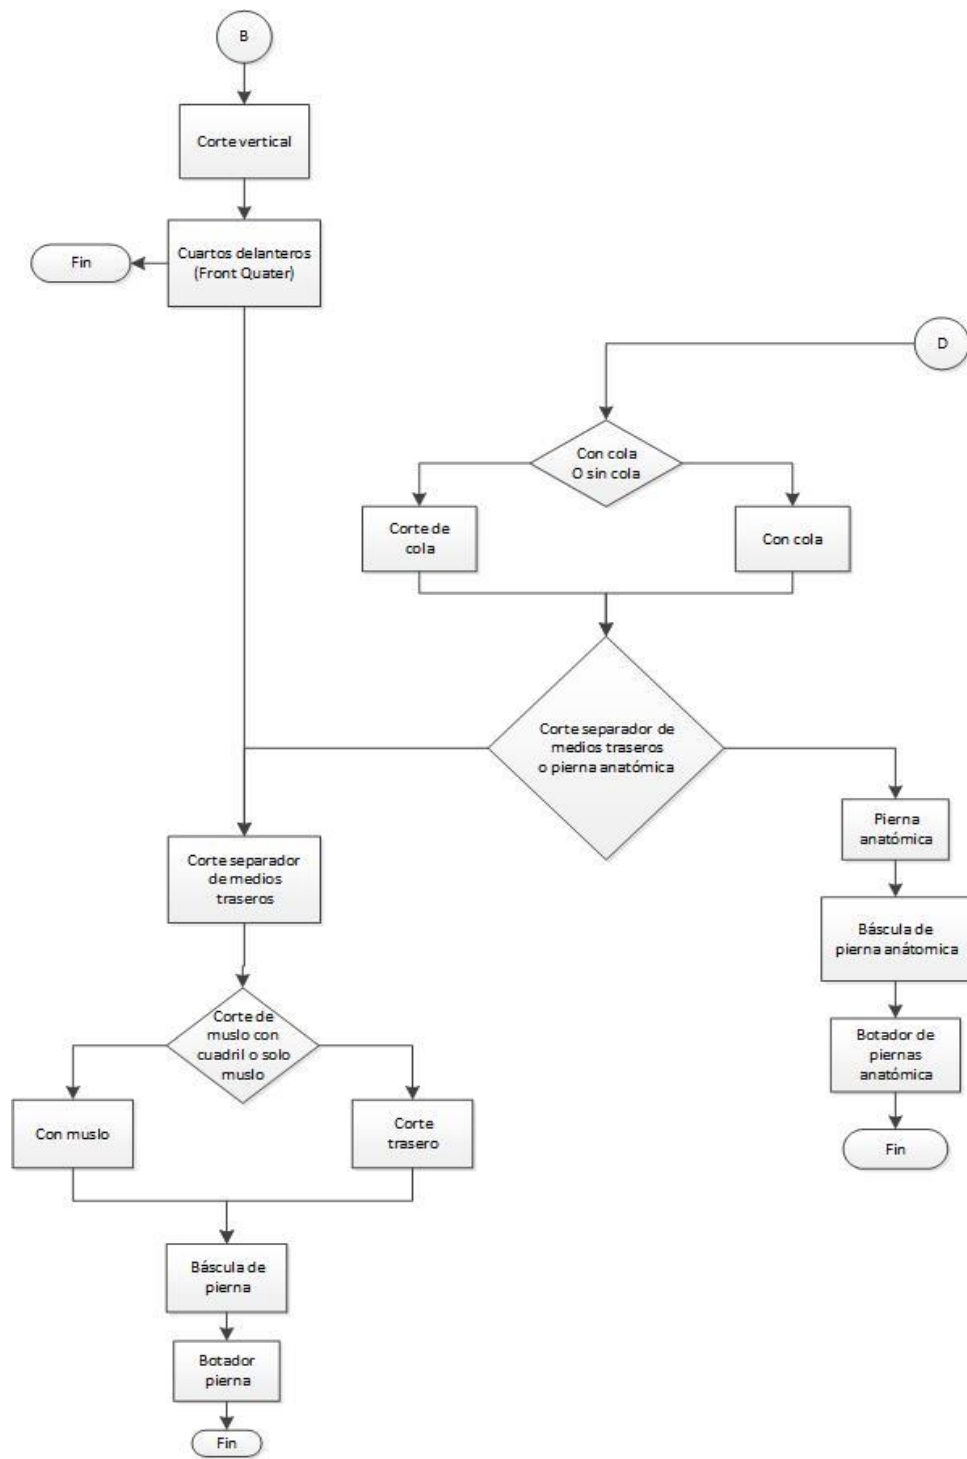 B
Corte vertical
Cuartos delanteros
(Front Quater)
Fin
D
Con cola
O sin cola
Corte de
cola
Con cola
Corte separador de
medios traseros
o pierna anatómica
Pierna
anatómica
Corte separador
de medios
traseros
Báscula de
pierna anátomica
Corte de
muslo con
cuadril o solo
muslo
Botador de
piernas
anatómica
Con muslo
Corte
trasero
Fin
Báscula de
pierna
Botador
pierna
Fin